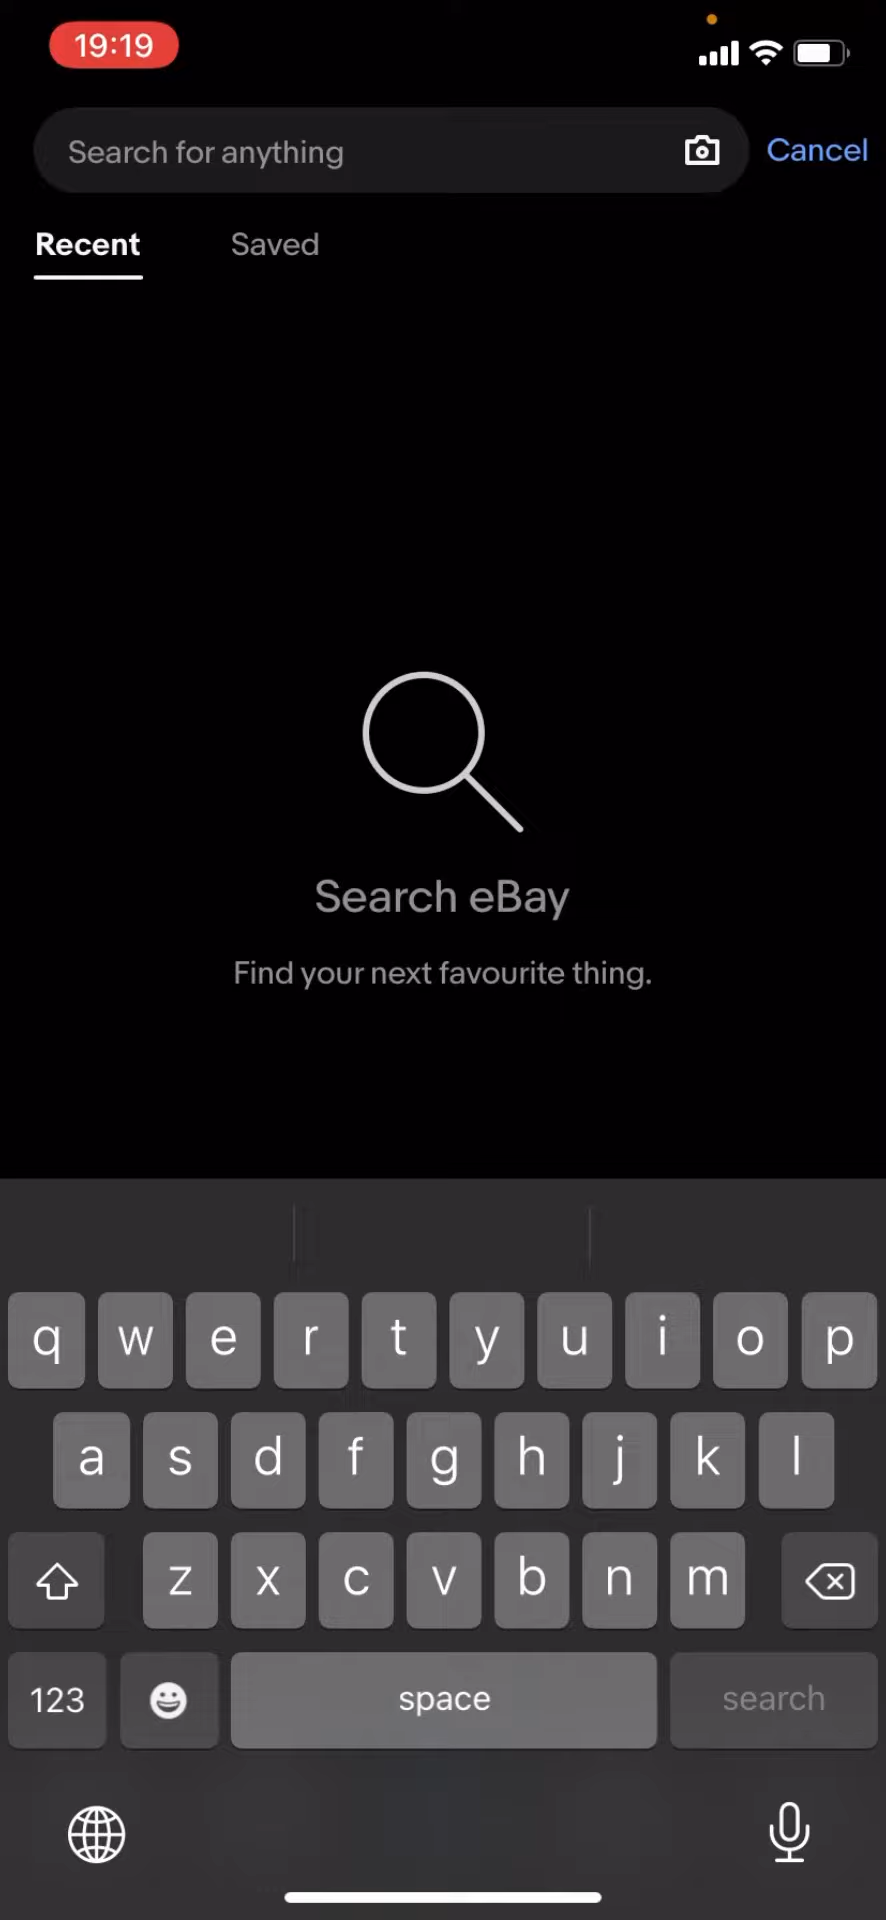 19:19
Search for anything
Cancel
Recent Saved
Search eBay
Find your next favourite thing.
q w e r t y u i o p
a s d f g h j k l
z x c v b n m
123 space search